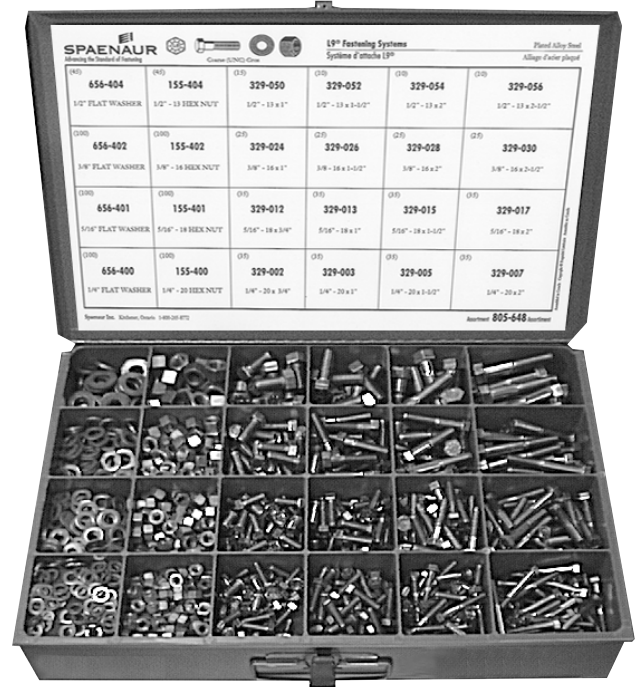 SPAENAUR
Advancing the Standard of Fastening
Coarse (UNC) Gros
L9® Fastening Systems
Système d'attache L9®
Plated Alloy Steel
Alliage d'acier plaqué
(45) (45) (15) (10) (10) (10)
656-404 155-404 329-050 329-052 329-054 329-056
1/2" FLAT WASHER 1/2" - 13 HEX NUT 1/2" - 13 x 1" 1/2" - 13 x 1-1/2" 1/2" - 13 x 2" 1/2" - 13 x 2-1/2"
(100) (100) (25) (25) (25) (25)
656-402 155-402 329-024 329-026 329-028 329-030
3/8" FLAT WASHER 3/8" - 16 HEX NUT 3/8" - 16 x 1" 3/8 - 16 x 1-1/2" 3/8" - 16 x 2" 3/8" - 16 x 2-1/2"
(100) (100) (35) (35) (35) (35)
656-401 155-401 329-012 329-013 329-015 329-017
5/16" FLAT WASHER 5/16" - 18 HEX NUT 5/16" - 18 x 3/4" 5/16" - 18 x 1" 5/16" - 18 x 1-1/2" 5/16" - 18 x 2"
(100) (100) (35) (35) (35) (35)
656-400 155-400 329-002 329-003 329-005 329-007
1/4" FLAT WASHER 1/4" - 20 HEX NUT 1/4" - 20 x 3/4" 1/4" - 20 x 1" 1/4" - 20 x 1-1/2" 1/4" - 20 x 2"
Spaenaur Inc. Kitchener, Ontario 1-800-265-8772
Assortment 805-648 Assortiment